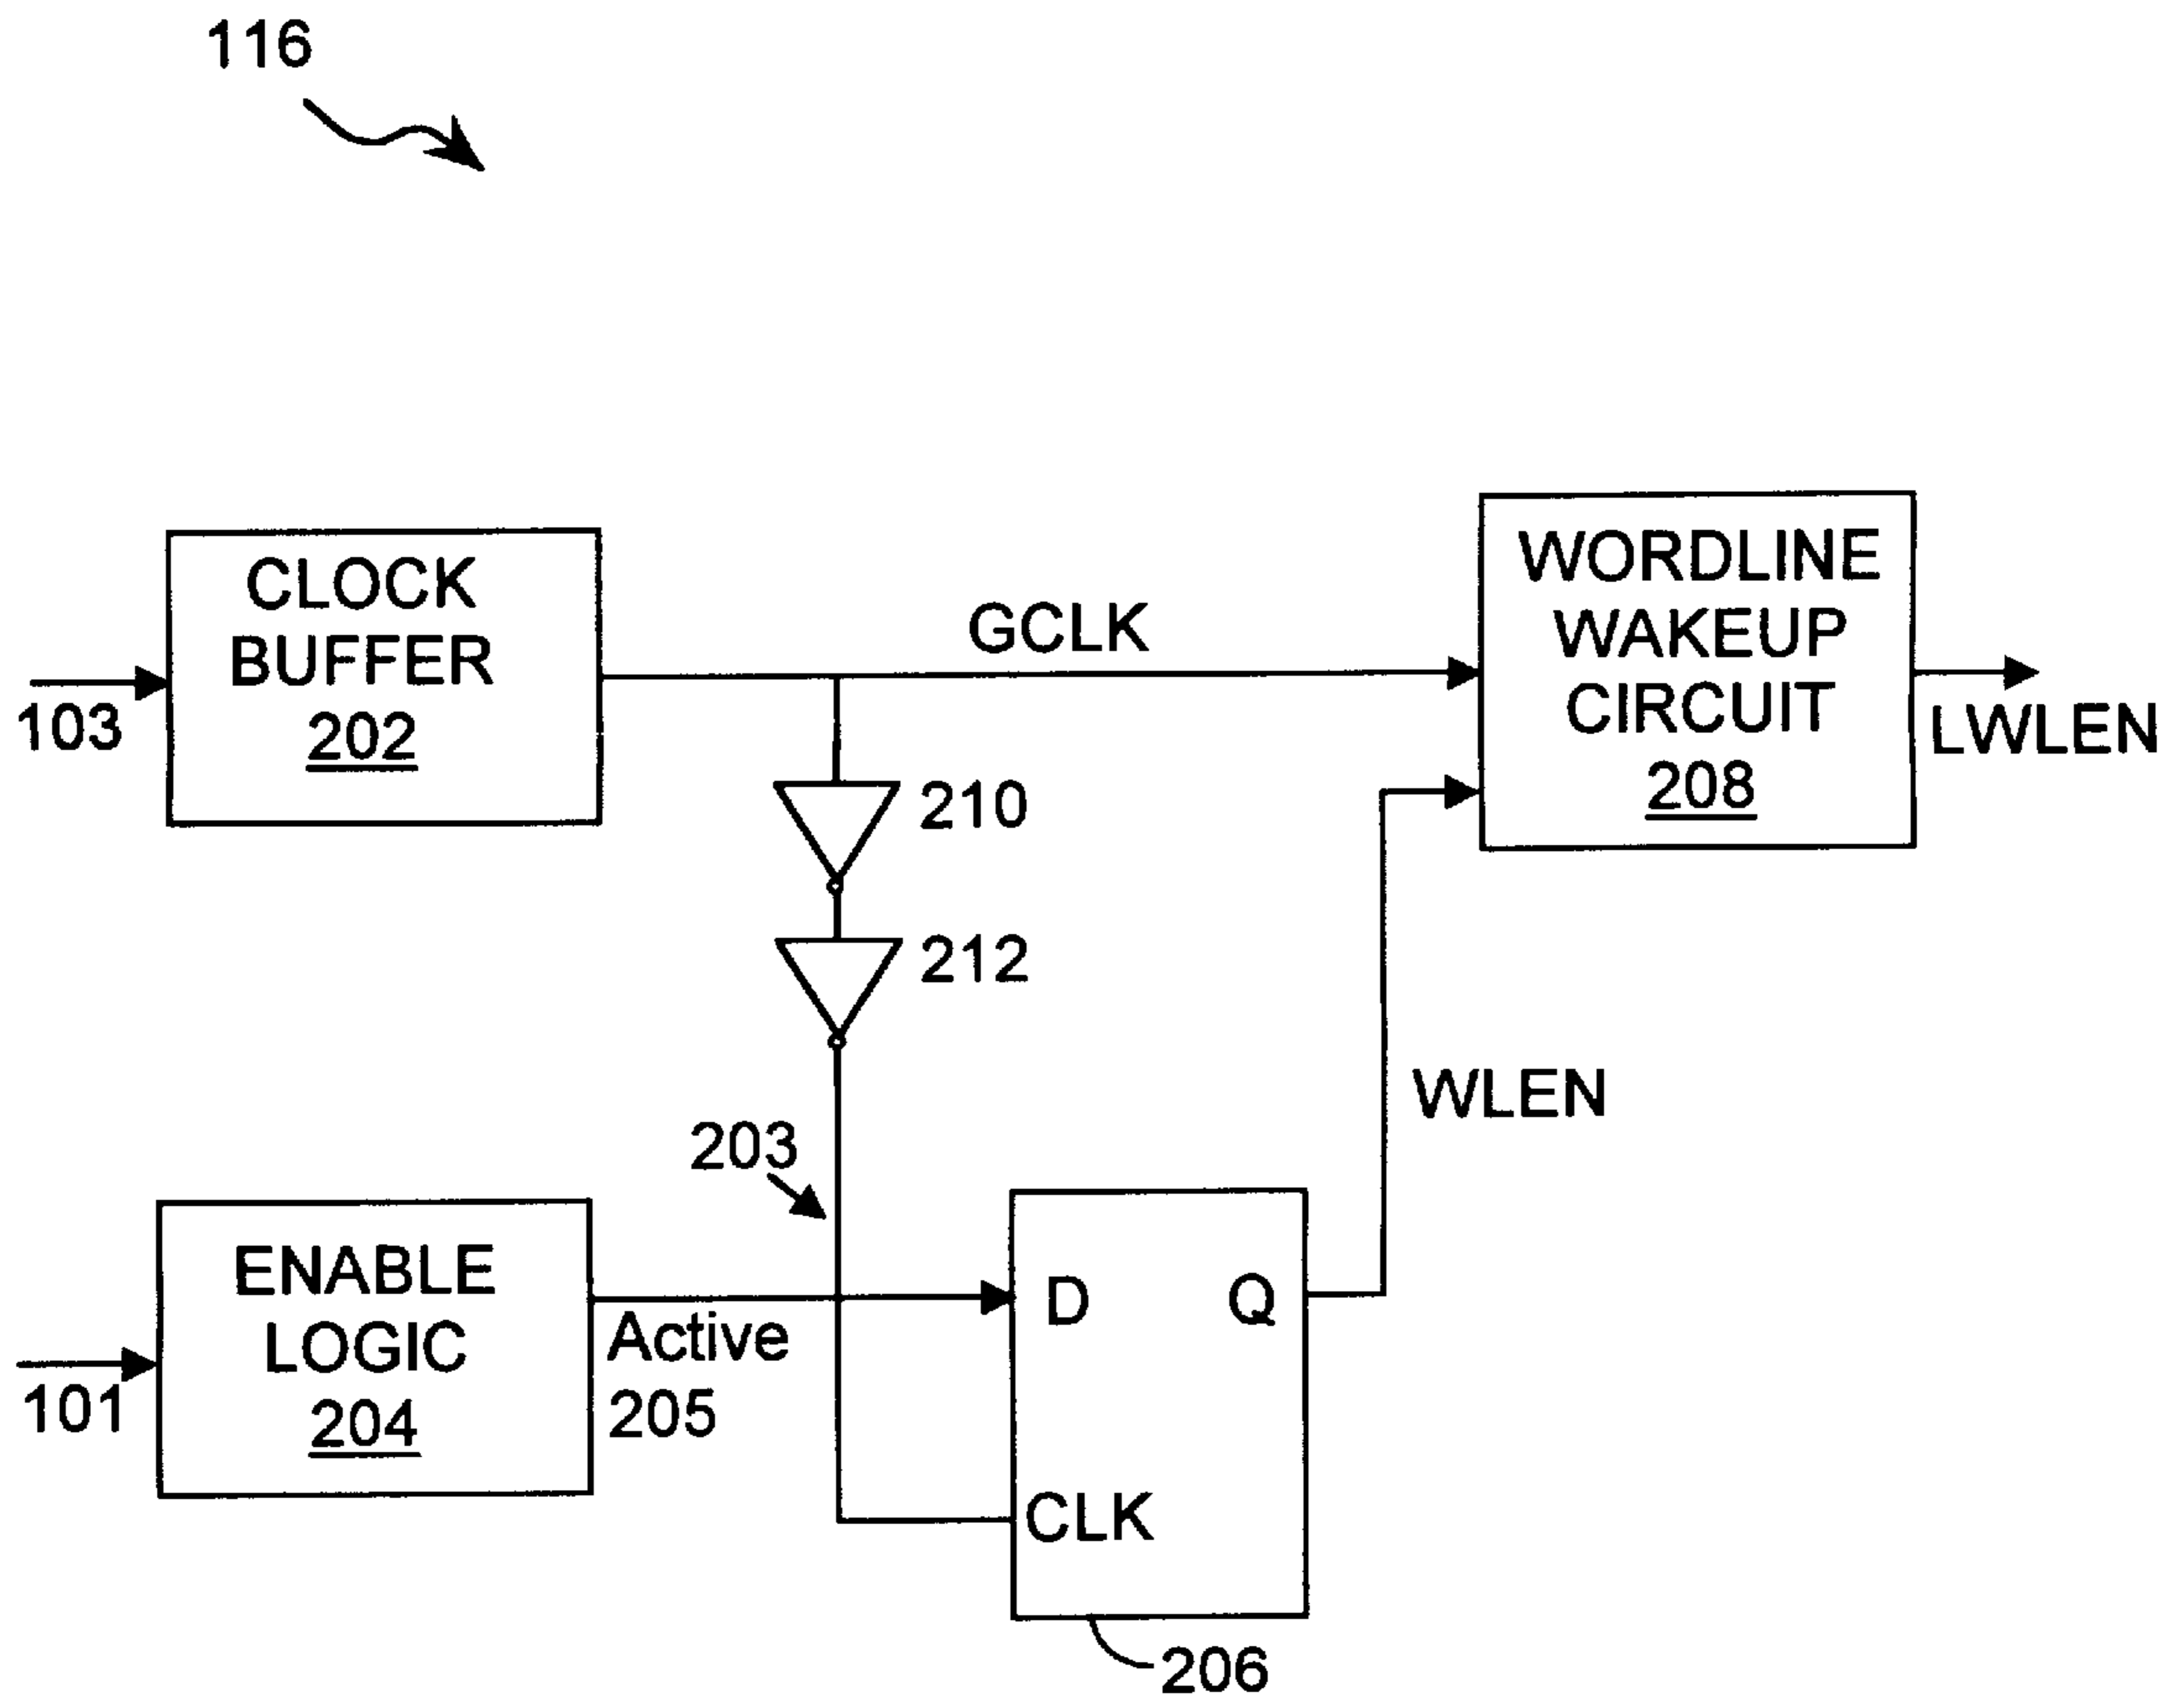 116
CLOCK
BUFFER
202
103
GCLK
WORDLINE
WAKEUP
CIRCUIT
208
LWLEN
210
212
WLEN
203
ENABLE
LOGIC
204
101
Active
205
D
Q
CLK
206